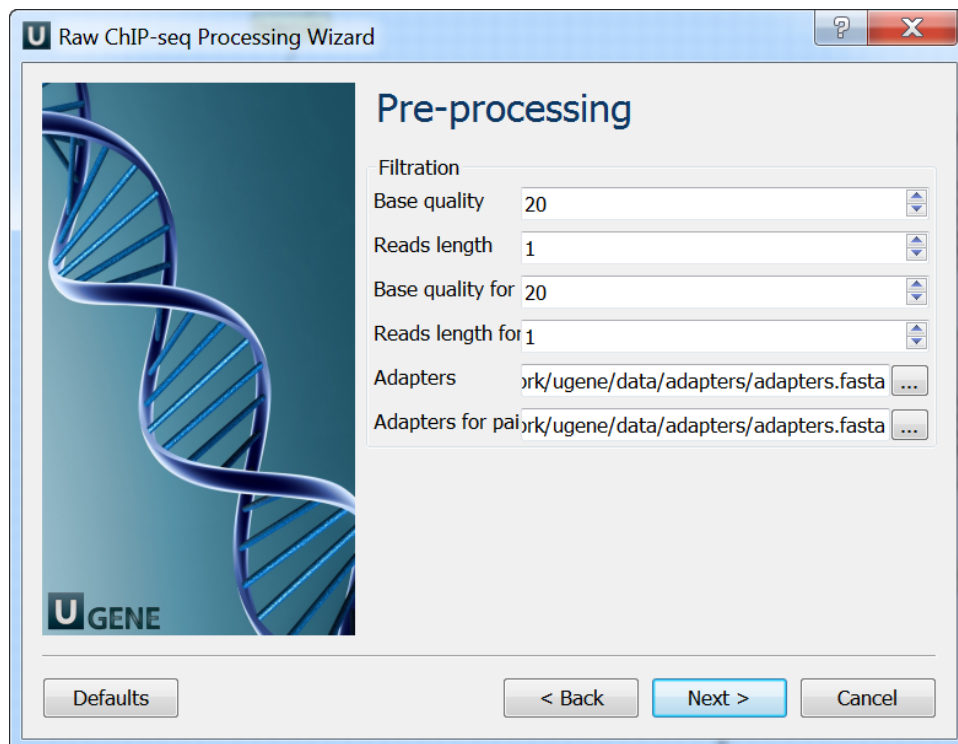 U Raw ChIP-seq Processing Wizard
Pre-processing
Filtration
Base quality 20
Reads length 1
Base quality for 20
Reads length for 1
Adapters ork/ugene/data/adapters/adapters.fasta ...
Adapters for pai ork/ugene/data/adapters/adapters.fasta ...
U GENE
Defaults < Back Next > Cancel